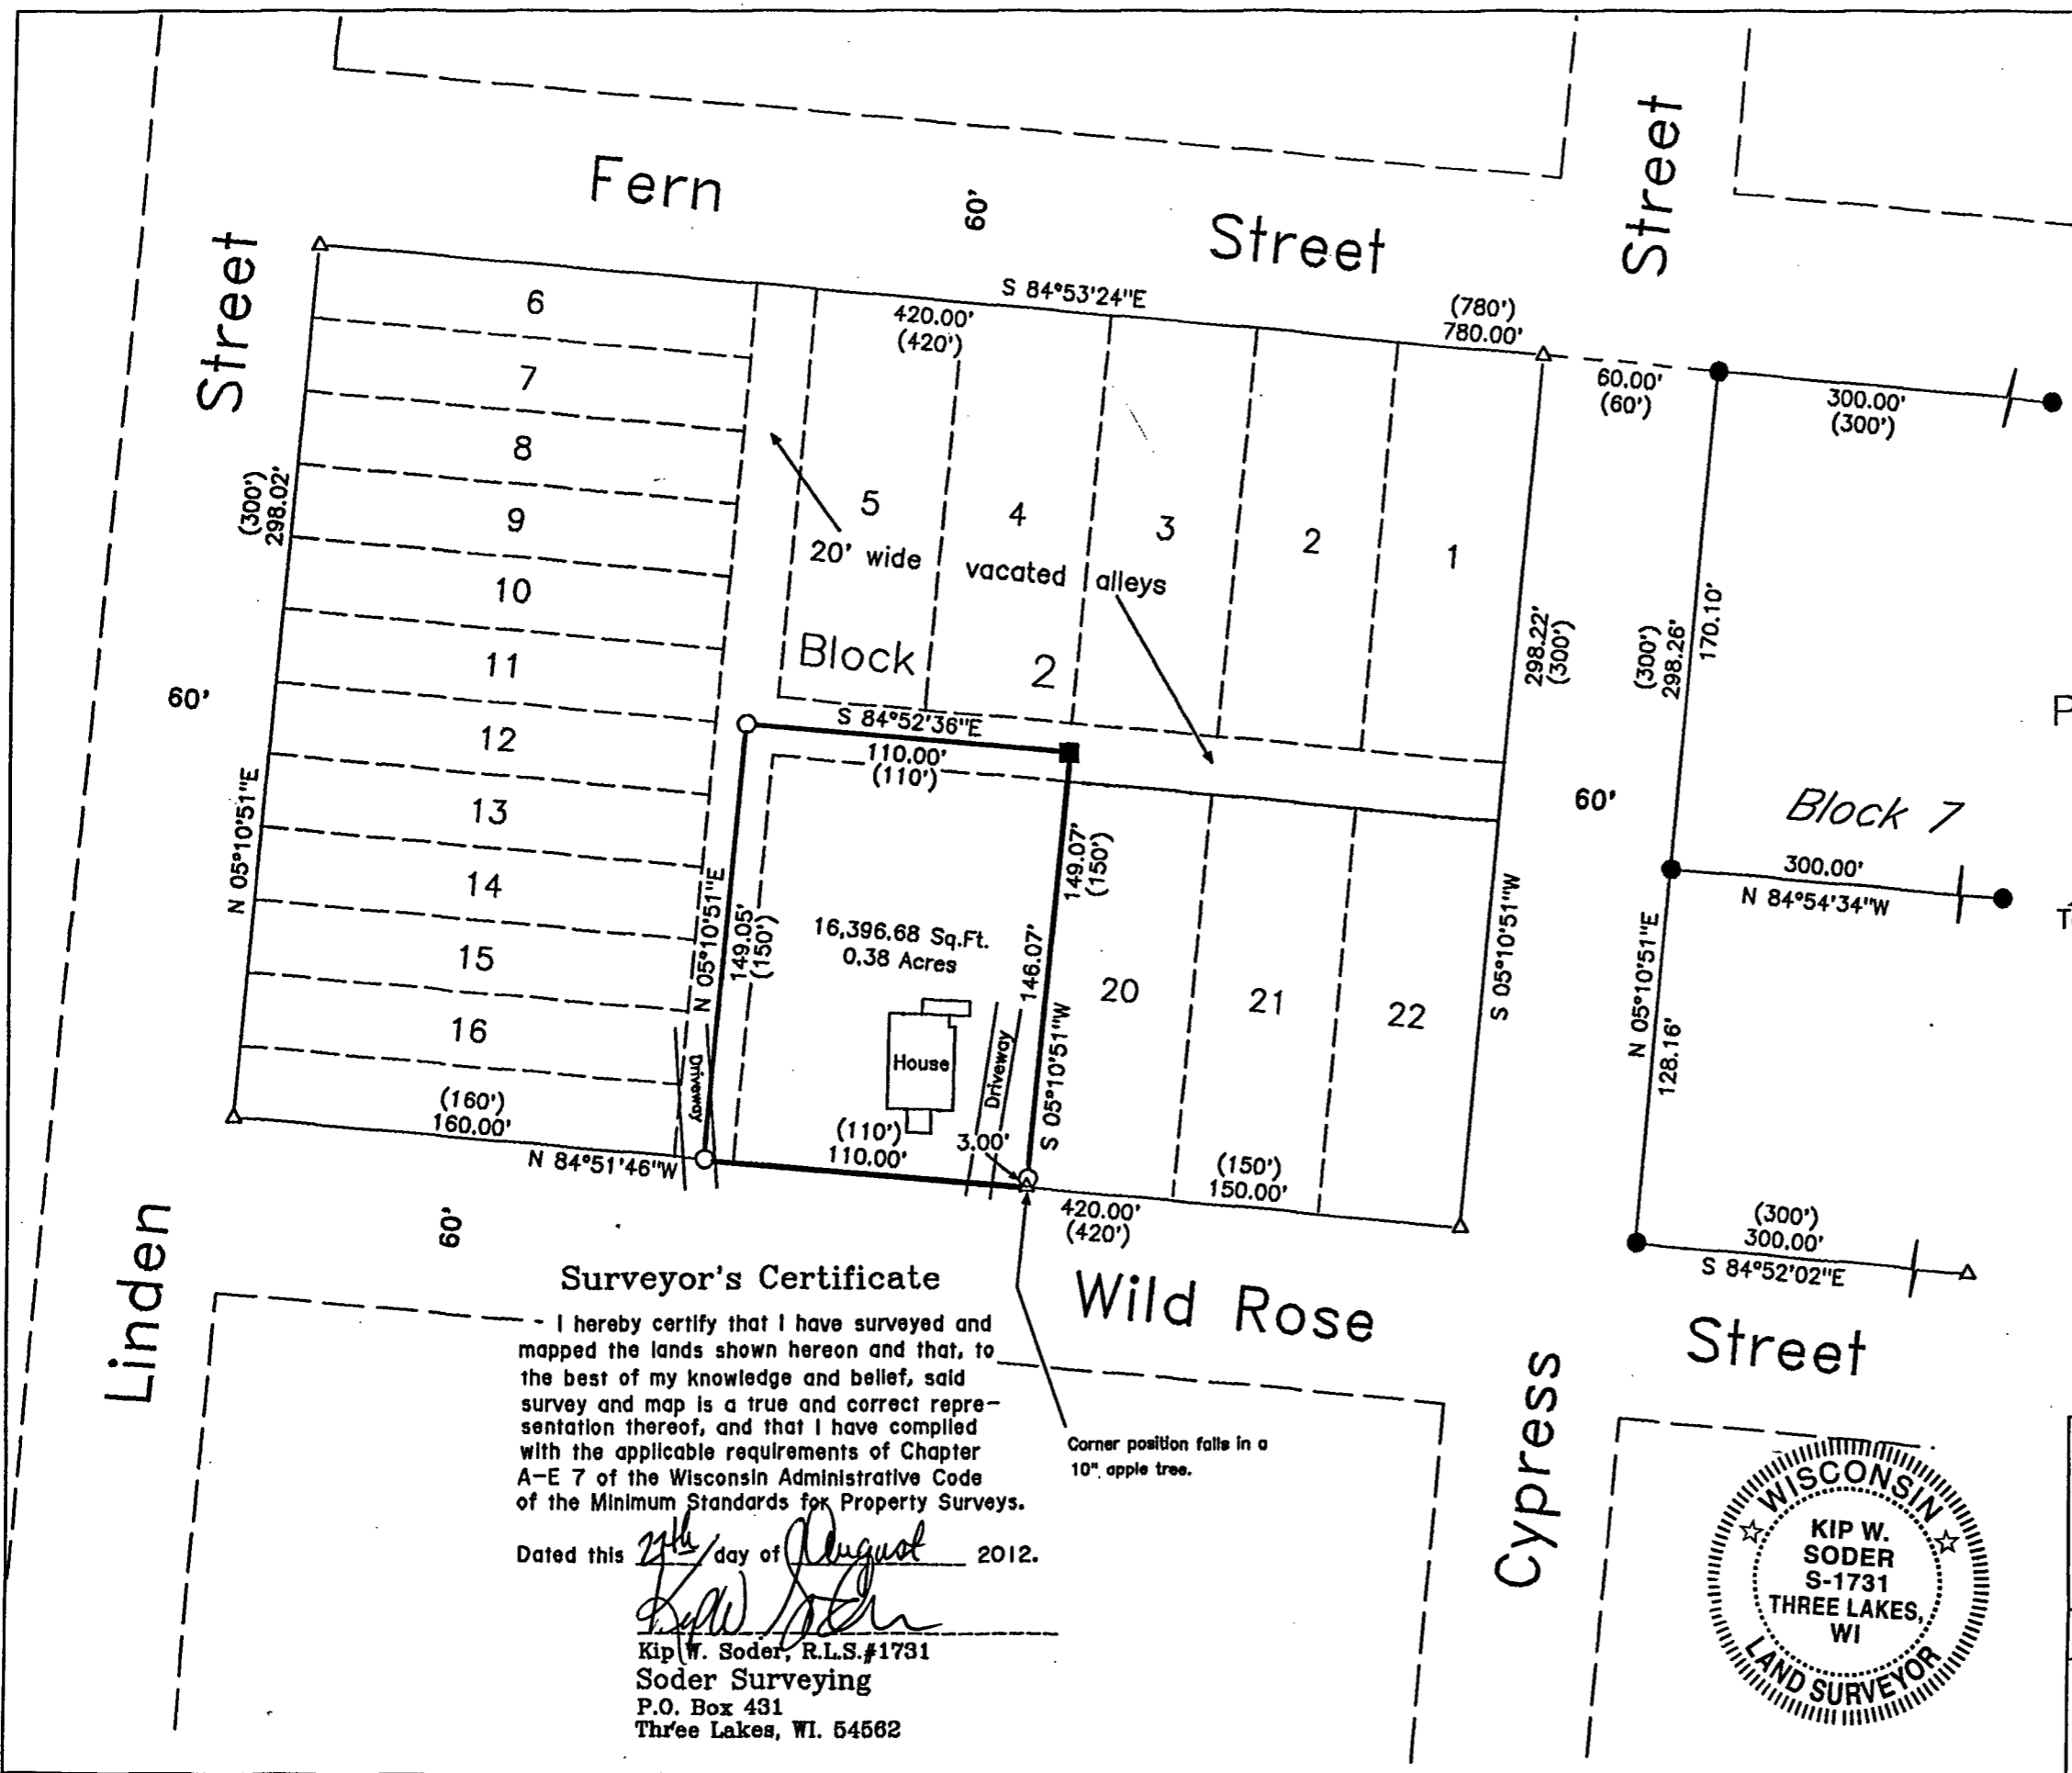 Fern Street
60'
Street
Street
S 84°53'24"E
420.00'
(420')
(780')
780.00'
60.00'
(60')
300.00'
(300')
6
7
8
9
10
11
12
13
14
15
16
5
4
3
2
1
20' wide vacated alleys
Block 2
(300')
298.02'
N 05°10'51"E
60'
298.22'
(300')
S 05°10'51"W
(300')
298.26'
170.10'
60'
Block 7
300.00'
N 84°54'34"W
N 05°10'51"E
128.16'
(300')
300.00'
S 84°52'02"E
S 84°52'36"E
110.00'
(110')
N 05°10'51"E
149.05'
(150')
16,396.68 Sq.Ft.
0.38 Acres
House
Driveway
Driveway
149.07'
(150')
146.07'
S 05°10'51"W
3.00'
20
21
22
(160')
160.00'
N 84°51'46"W
(110')
110.00'
(150')
150.00'
420.00'
(420')
60'
Linden
Wild Rose Street
Cypress
Corner position falls in a
10" apple tree.
Surveyor's Certificate
- I hereby certify that I have surveyed and
mapped the lands shown hereon and that, to
the best of my knowledge and belief, said
survey and map is a true and correct repre-
sentation thereof, and that I have complied
with the applicable requirements of Chapter
A-E 7 of the Wisconsin Administrative Code
of the Minimum Standards for Property Surveys.
Dated this 27th day of August 2012.
Kip W. Soder
Kip W. Soder, R.L.S.#1731
Soder Surveying
P.O. Box 431
Three Lakes, WI. 54562
WISCONSIN
KIP W.
SODER
S-1731
THREE LAKES,
WI
LAND SURVEYOR
P